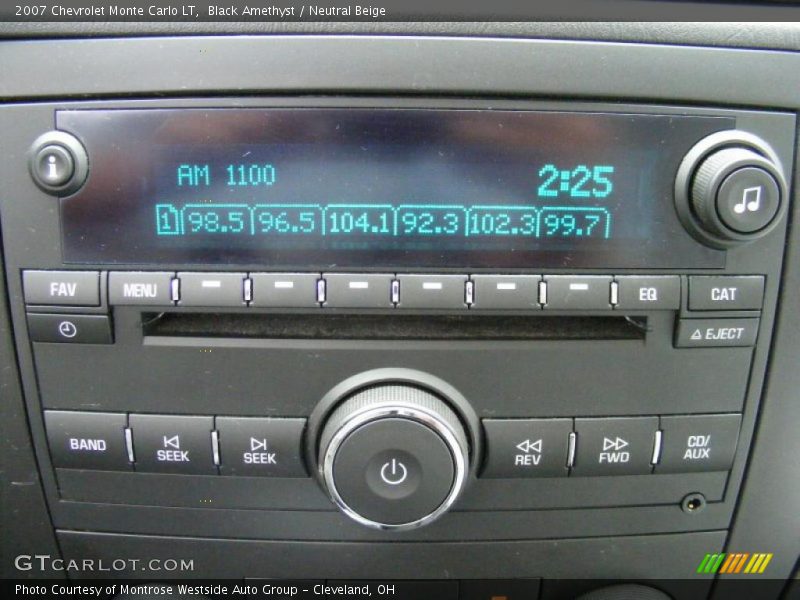 2007 Chevrolet Monte Carlo LT,  Black Amethyst / Neutral Beige
AM 1100
2:25
1 98.5 96.5 104.1 92.3 102.3 99.7
i
FAV
MENU
EQ
CAT
EJECT
BAND
SEEK
SEEK
REV
FWD
CD/
AUX
GTCARLOT.COM
Photo Courtesy of Montrose Westside Auto Group - Cleveland, OH